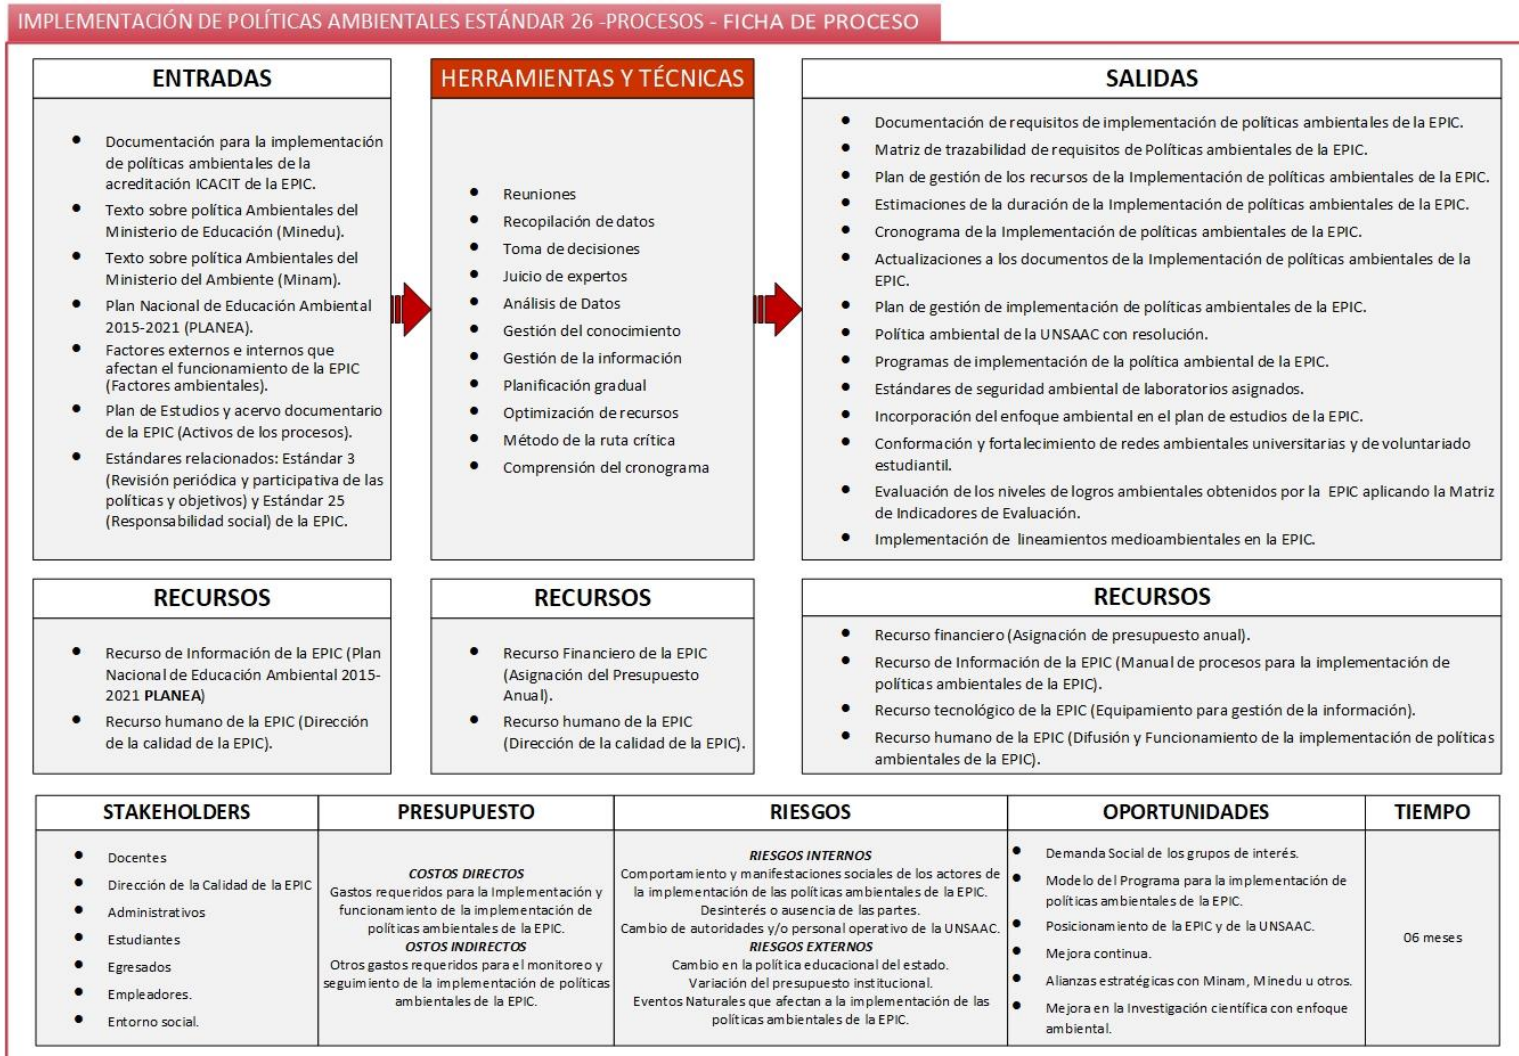 IMPLEMENTACIÓN DE POLÍTICAS AMBIENTALES ESTÁNDAR 26 -PROCESOS - FICHA DE PROCESO
ENTRADAS
Documentación para la implementación
de políticas ambientales de la
acreditación ICACIT de la EPIC.
Texto sobre política Ambientales del
Ministerio de Educación (Minedu).
Texto sobre política Ambientales del
Ministerio del Ambiente (Minam).
Plan Nacional de Educación Ambiental
2015-2021 (PLANEA).
Factores externos e internos que
afectan el funcionamiento de la EPIC
(Factores ambientales).
Plan de Estudios y acervo documentario
de la EPIC (Activos de los procesos).
Estándares relacionados: Estándar 3
(Revisión periódica y participativa de las
políticas y objetivos) y Estándar 25
(Responsabilidad social) de la EPIC.
HERRAMIENTAS Y TÉCNICAS
Reuniones
Recopilación de datos
Toma de decisiones
Juicio de expertos
Análisis de Datos
Gestión del conocimiento
Gestión de la información
Planificación gradual
Optimización de recursos
Método de la ruta crítica
Comprensión del cronograma
SALIDAS
Documentación de requisitos de implementación de políticas ambientales de la EPIC.
Matriz de trazabilidad de requisitos de Políticas ambientales de la EPIC.
Plan de gestión de los recursos de la Implementación de políticas ambientales de la EPIC.
Estimaciones de la duración de la Implementación de políticas ambientales de la EPIC.
Cronograma de la Implementación de políticas ambientales de la EPIC.
Actualizaciones a los documentos de la Implementación de políticas ambientales de la
EPIC.
Plan de gestión de implementación de políticas ambientales de la EPIC.
Política ambiental de la UNSAAC con resolución.
Programas de implementación de la política ambiental de la EPIC.
Estándares de seguridad ambiental de laboratorios asignados.
Incorporación del enfoque ambiental en el plan de estudios de la EPIC.
Conformación y fortalecimiento de redes ambientales universitarias y de voluntariado
estudiantil.
Evaluación de los niveles de logros ambientales obtenidos por la EPIC aplicando la Matriz
de Indicadores de Evaluación.
Implementación de lineamientos medioambientales en la EPIC.
RECURSOS
Recurso de Información de la EPIC (Plan
Nacional de Educación Ambiental 2015-
2021 PLANEA)
Recurso humano de la EPIC (Dirección
de la calidad de la EPIC).
RECURSOS
Recurso Financiero de la EPIC
(Asignación del Presupuesto
Anual).
Recurso humano de la EPIC
(Dirección de la calidad de la EPIC).
RECURSOS
Recurso financiero (Asignación de presupuesto anual).
Recurso de Información de la EPIC (Manual de procesos para la implementación de
políticas ambientales de la EPIC).
Recurso tecnológico de la EPIC (Equipamiento para gestión de la información).
Recurso humano de la EPIC (Difusión y Funcionamiento de la implementación de políticas
ambientales de la EPIC).
STAKEHOLDERS
Docentes
Dirección de la Calidad de la EPIC
Administrativos
Estudiantes
Egresados
Empleadores.
Entorno social.
PRESUPUESTO
COSTOS DIRECTOS
Gastos requeridos para la Implementación y
funcionamiento de la implementación de
políticas ambientales de la EPIC.
OSTOS INDIRECTOS
Otros gastos requeridos para el monitoreo y
seguimiento de la implementación de políticas
ambientales de la EPIC.
RIESGOS
RIESGOS INTERNOS
Comportamiento y manifestaciones sociales de los actores de
la implementación de las políticas ambientales de la EPIC.
Desinterés o ausencia de las partes.
Cambio de autoridades y/o personal operativo de la UNSAAC.
RIESGOS EXTERNOS
Cambio en la política educacional del estado.
Variación del presupuesto institucional.
Eventos Naturales que afectan a la implementación de las
políticas ambientales de la EPIC.
OPORTUNIDADES
Demanda Social de los grupos de interés.
Modelo del Programa para la implementación de
políticas ambientales de la EPIC.
Posicionamiento de la EPIC y de la UNSAAC.
Mejora continua.
Alianzas estratégicas con Minam, Minedu u otros.
Mejora en la Investigación científica con enfoque
ambiental.
TIEMPO
06 meses